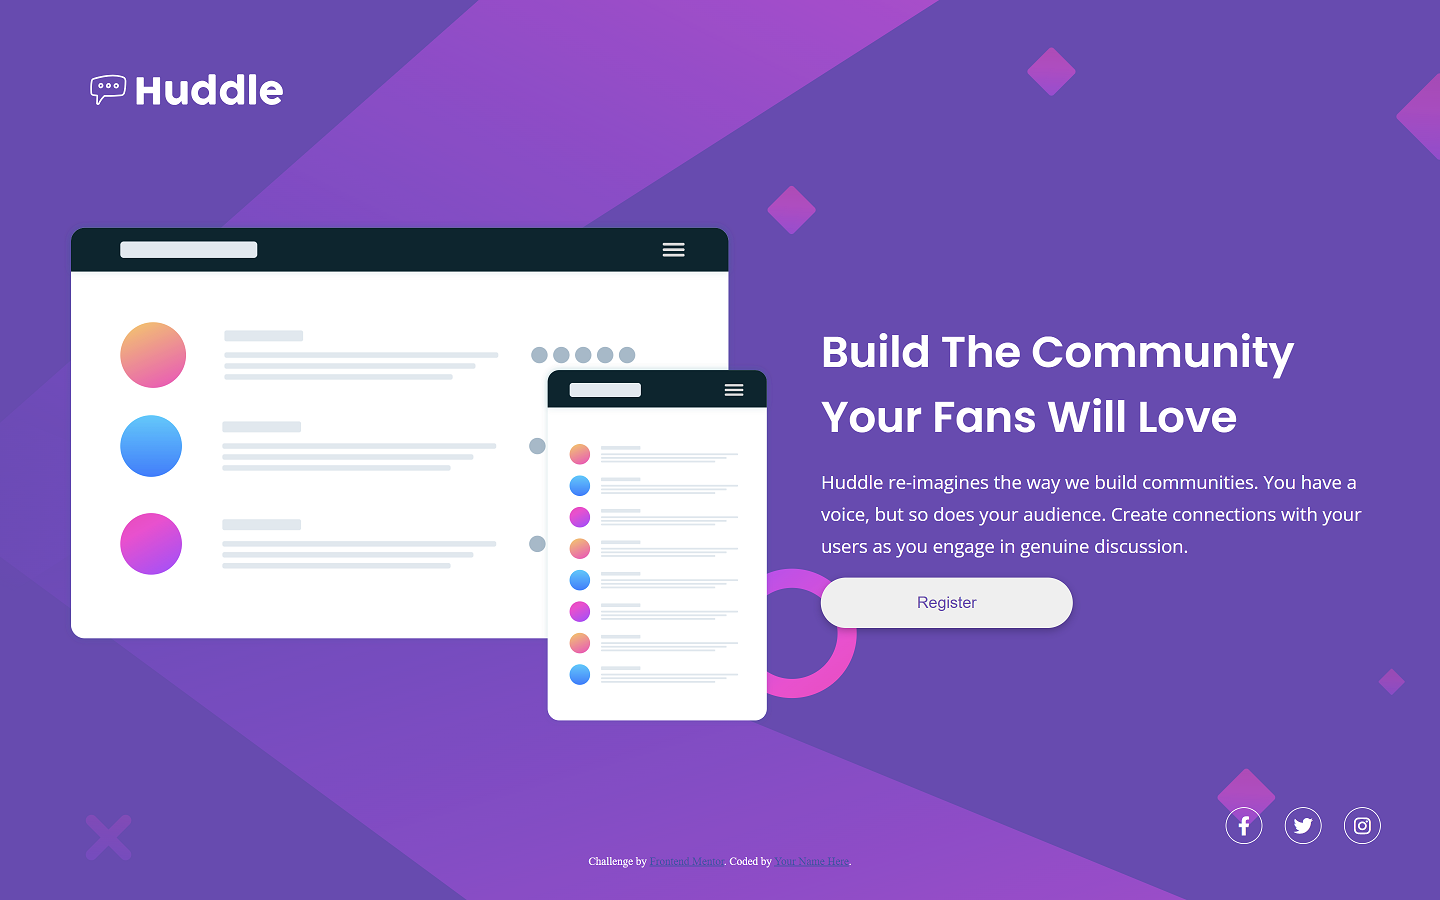 Huddle
Build The Community
Your Fans Will Love
Huddle re-imagines the way we build communities. You have a
voice, but so does your audience. Create connections with your
users as you engage in genuine discussion.
Register
Challenge by Frontend Mentor. Coded by Your Name Here.